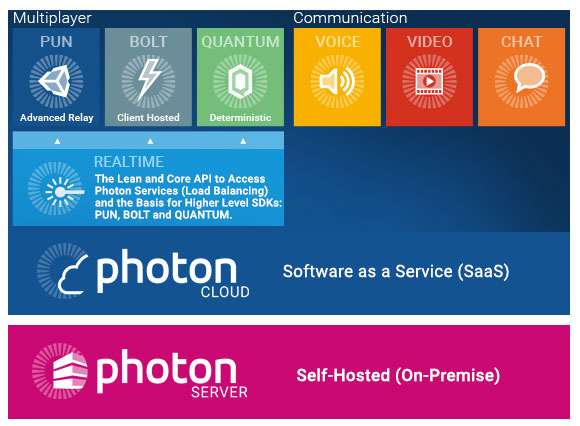 Multiplayer
Communication
PUN
BOLT
QUANTUM
VOICE
VIDEO
CHAT
Advanced Relay
Client Hosted
Deterministic
REALTIME
The Lean and Core API to Access
Photon Services (Load Balancing)
and the Basis for Higher Level SDKs:
PUN, BOLT and QUANTUM.
photon
CLOUD
Software as a Service (SaaS)
photon
SERVER
Self-Hosted (On-Premise)